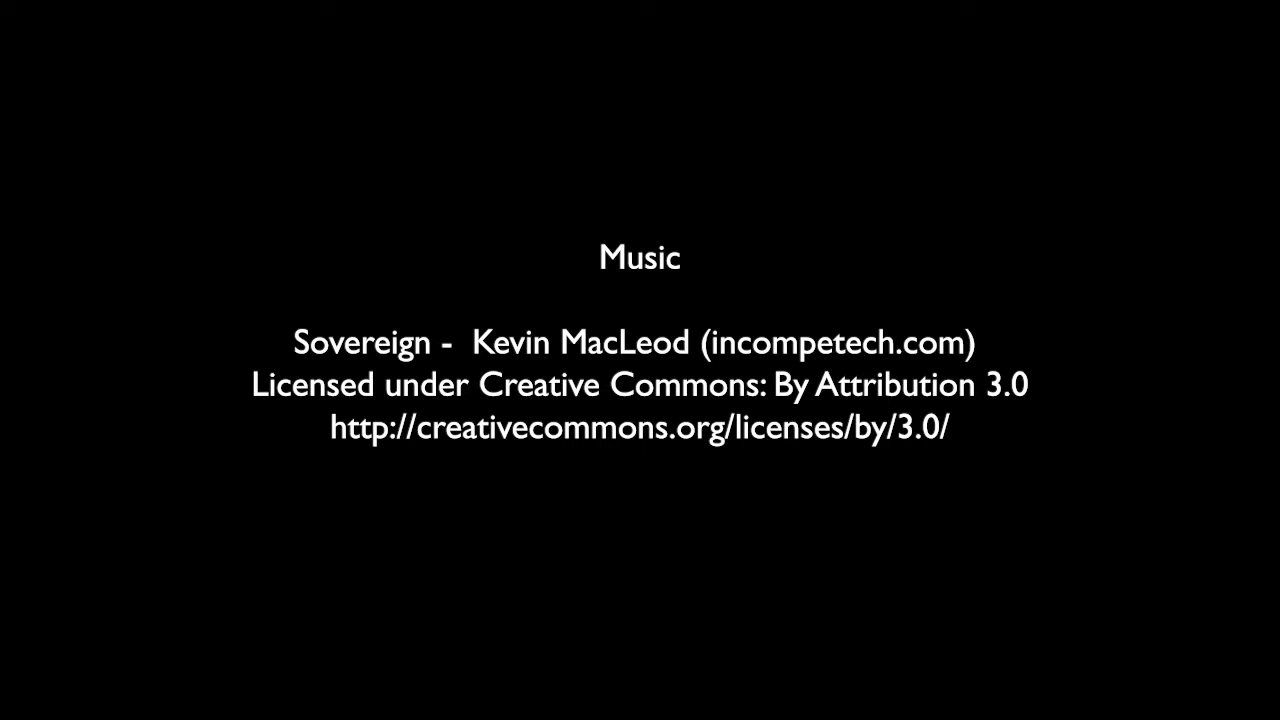 Music
Sovereign -  Kevin MacLeod (incompetech.com)
Licensed under Creative Commons: By Attribution 3.0
http://creativecommons.org/licenses/by/3.0/